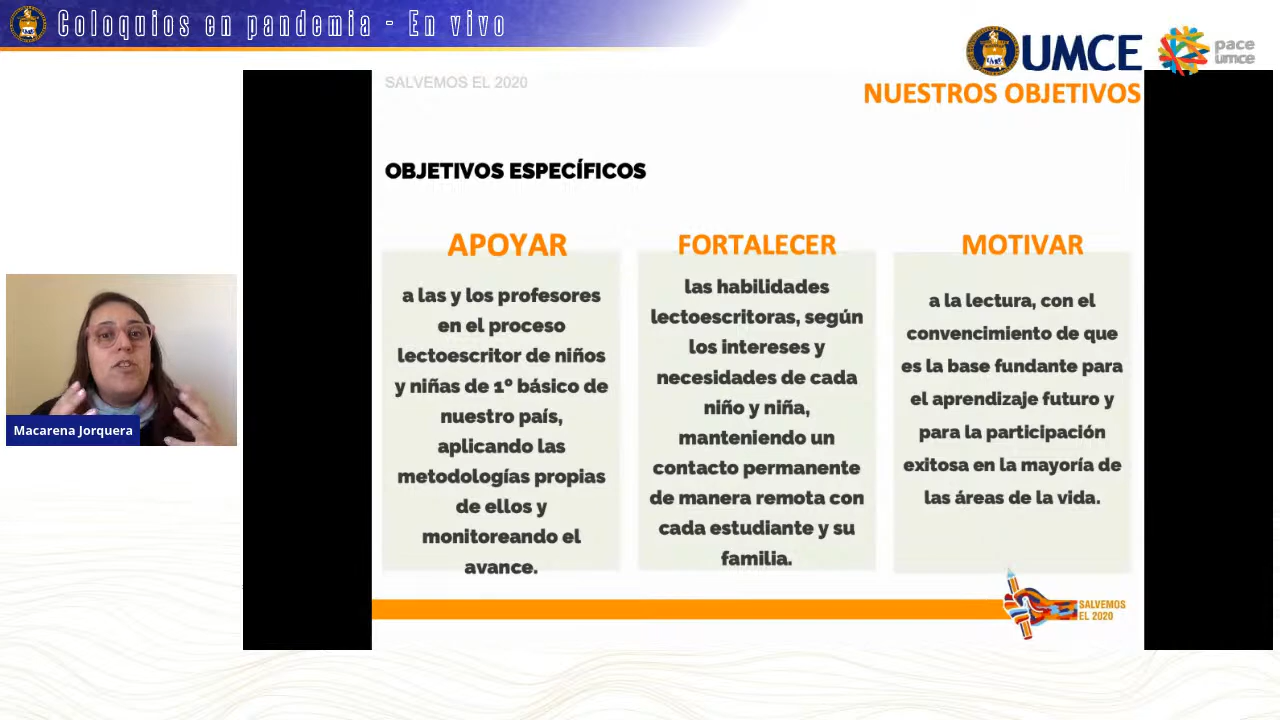 Coloquios en pandemia - En vivo
UMCE
pace
umce
SALVEMOS EL 2020
NUESTROS OBJETIVOS
OBJETIVOS ESPECÍFICOS
APOYAR
a las y los profesores
en el proceso
lectoescritor de niños
y niñas de 1º básico de
nuestro país,
aplicando las
metodologías propias
de ellos y
monitoreando el
avance.
FORTALECER
las habilidades
lectoescritoras, según
los intereses y
necesidades de cada
niño y niña,
manteniendo un
contacto permanente
de manera remota con
cada estudiante y su
familia.
MOTIVAR
a la lectura, con el
convencimiento de que
es la base fundante para
el aprendizaje futuro y
para la participación
exitosa en la mayoría de
las áreas de la vida.
Macarena Jorquera
SALVEMOS
EL 2020